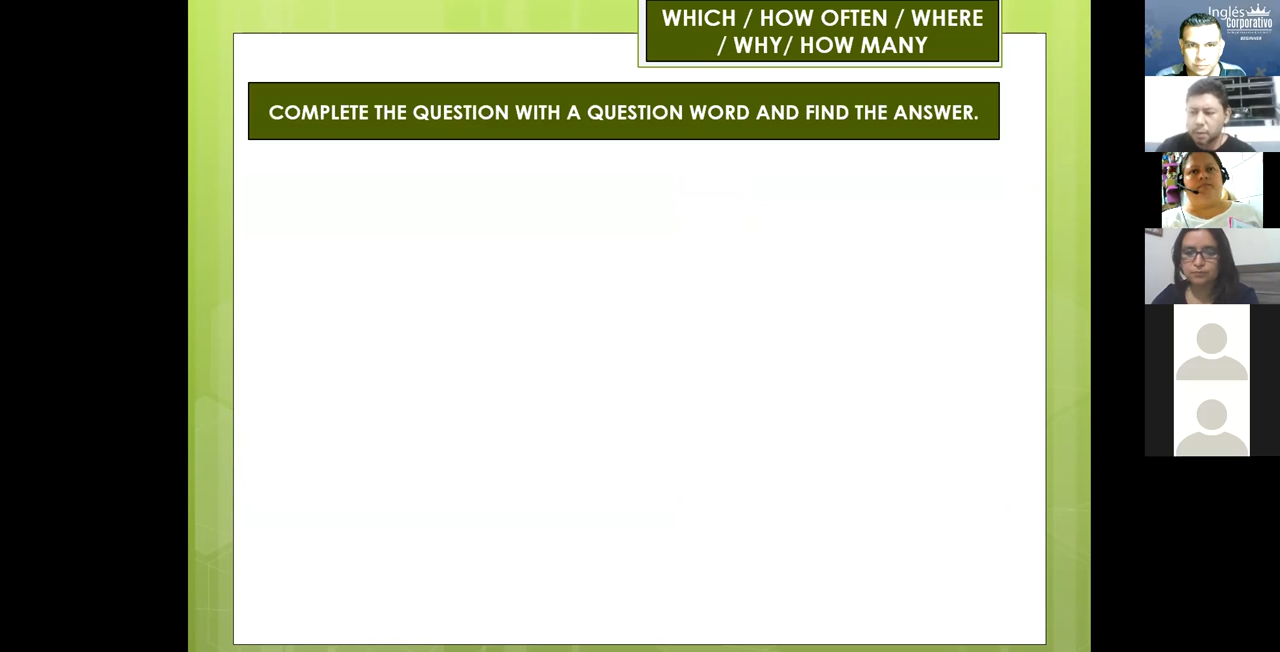 WHICH / HOW OFTEN / WHERE
/ WHY/ HOW MANY
COMPLETE THE QUESTION WITH A QUESTION WORD AND FIND THE ANSWER.
Inglés
Corporativo
BEGINNER